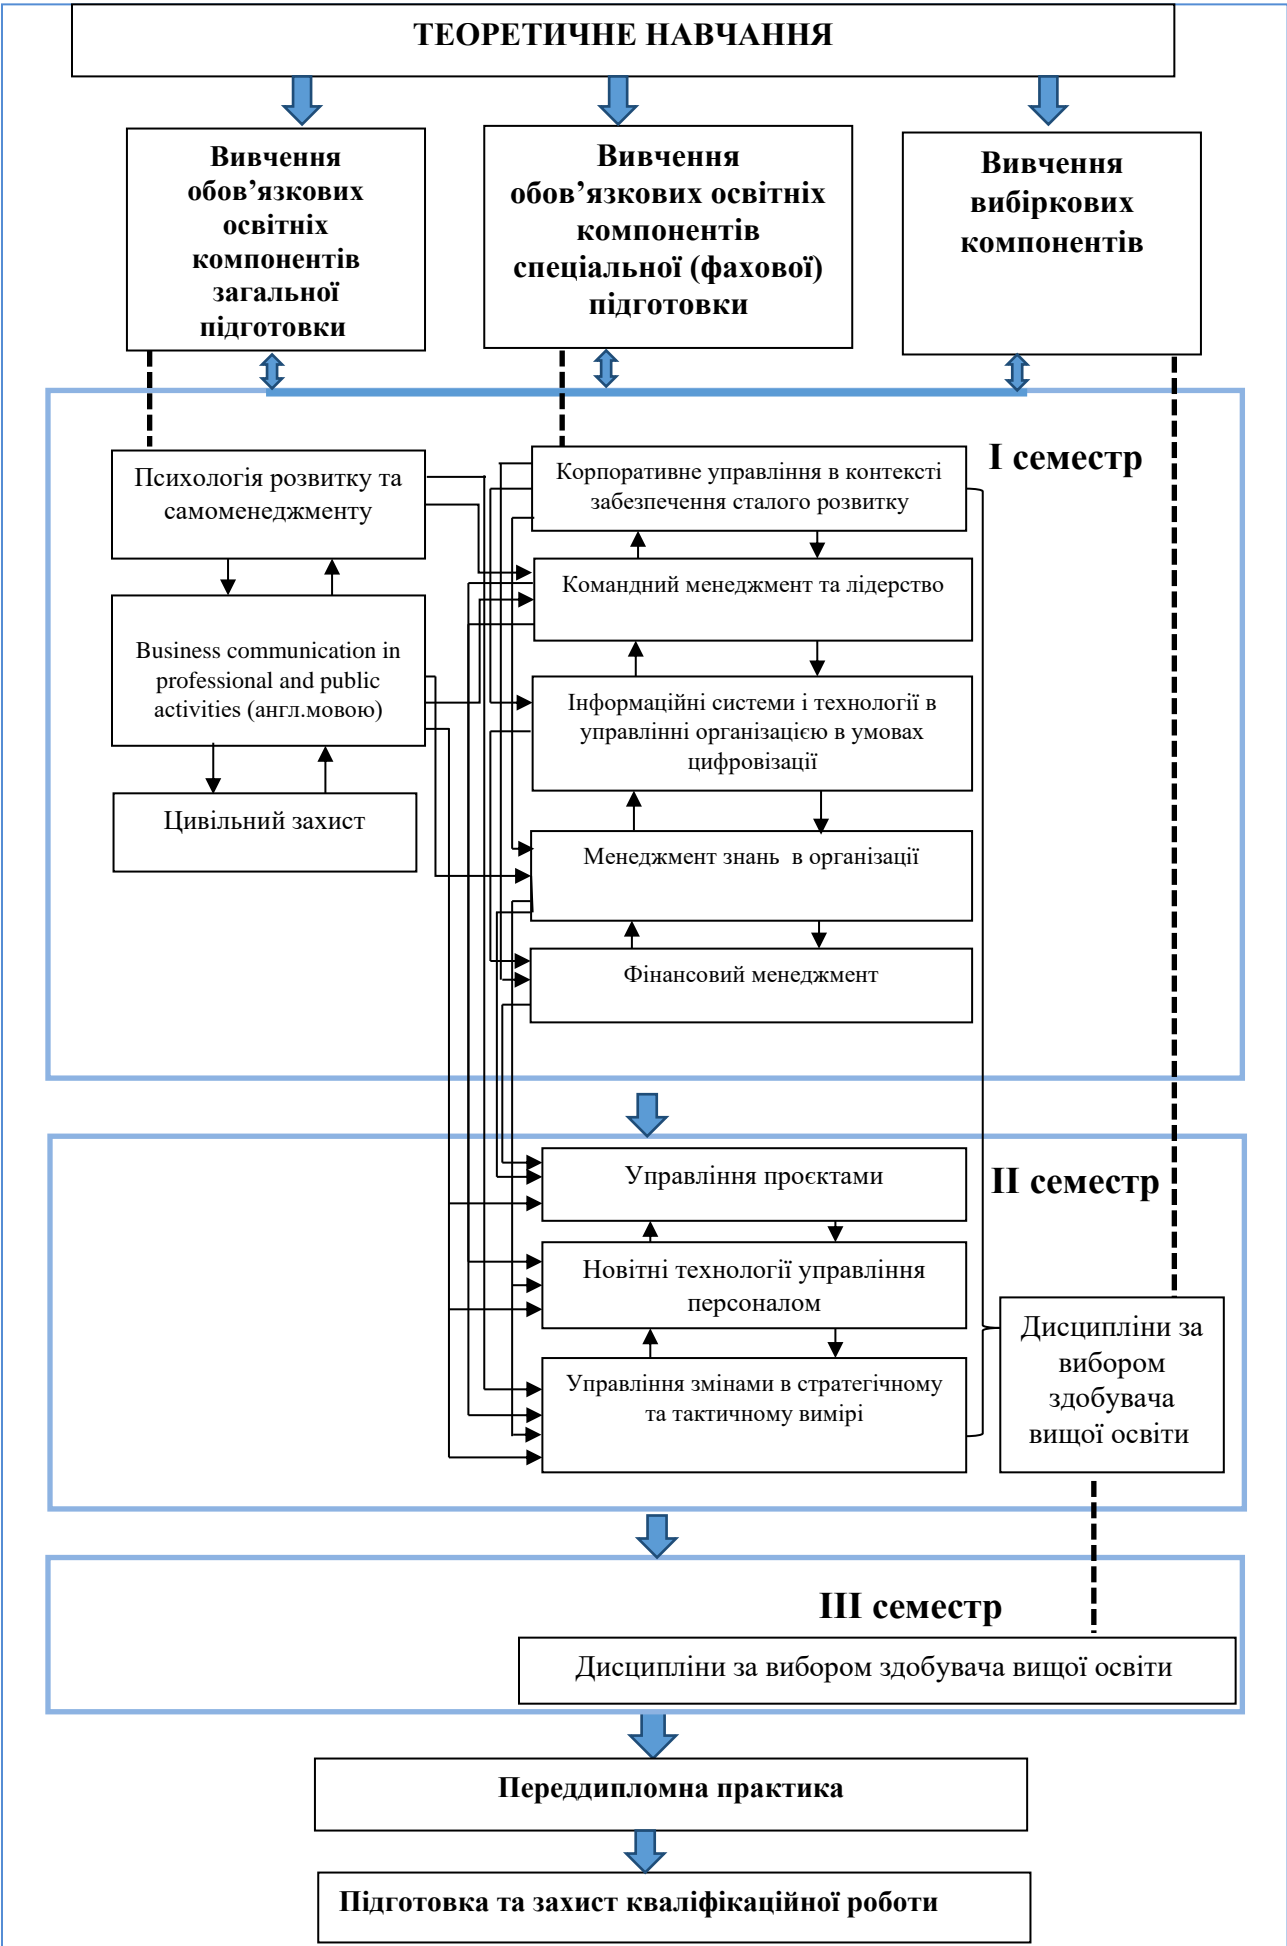 ТЕОРЕТИЧНЕ НАВЧАННЯ
Вивчення
обов’язкових
освітніх
компонентів
загальної
підготовки
Вивчення
обов’язкових освітніх
компонентів
спеціальної (фахової)
підготовки
Вивчення
вибіркових
компонентів
І семестр
Психологія розвитку та
самоменеджменту
Business communication in
professional and public
activities (англ.мовою)
Цивільний захист
Корпоративне управління в контексті
забезпечення сталого розвитку
Командний менеджмент та лідерство
Інформаційні системи і технології в
управлінні організацією в умовах
цифровізації
Менеджмент знань в організації
Фінансовий менеджмент
ІІ семестр
Управління проєктами
Новітні технології управління
персоналом
Управління змінами в стратегічному
та тактичному вимірі
Дисципліни за
вибором
здобувача
вищої освіти
ІІІ семестр
Дисципліни за вибором здобувача вищої освіти
Переддипломна практика
Підготовка та захист кваліфікаційної роботи